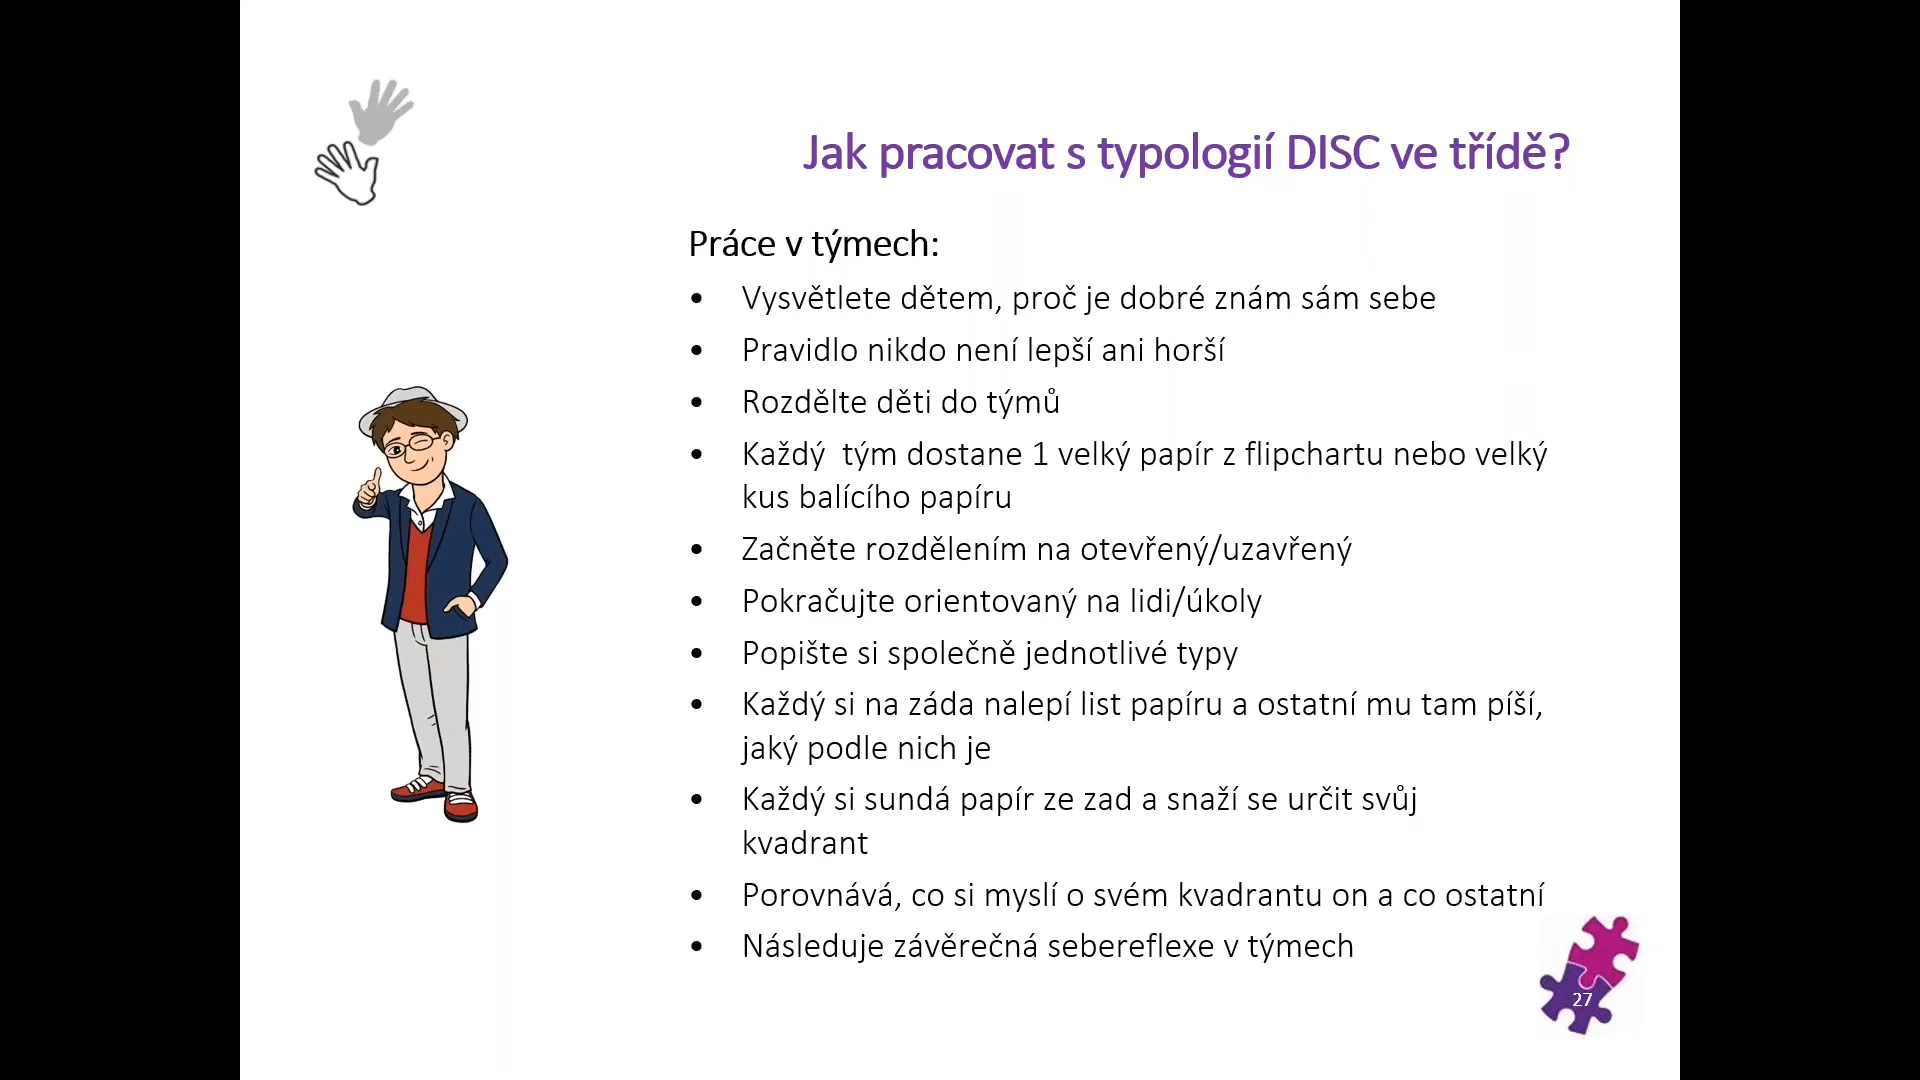 Jak pracovat s typologií DISC ve třídě?
Práce v týmech:
• Vysvětlete dětem, proč je dobré znám sám sebe
• Pravidlo nikdo není lepší ani horší
• Rozdělte děti do týmů
• Každý  tým dostane 1 velký papír z flipchartu nebo velký
kus balícího papíru
• Začněte rozdělením na otevřený/uzavřený
• Pokračujte orientovaný na lidi/úkoly
• Popište si společně jednotlivé typy
• Každý si na záda nalepí list papíru a ostatní mu tam píší,
jaký podle nich je
• Každý si sundá papír ze zad a snaží se určit svůj
kvadrant
• Porovnává, co si myslí o svém kvadrantu on a co ostatní
• Následuje závěrečná sebereflexe v týmech
27